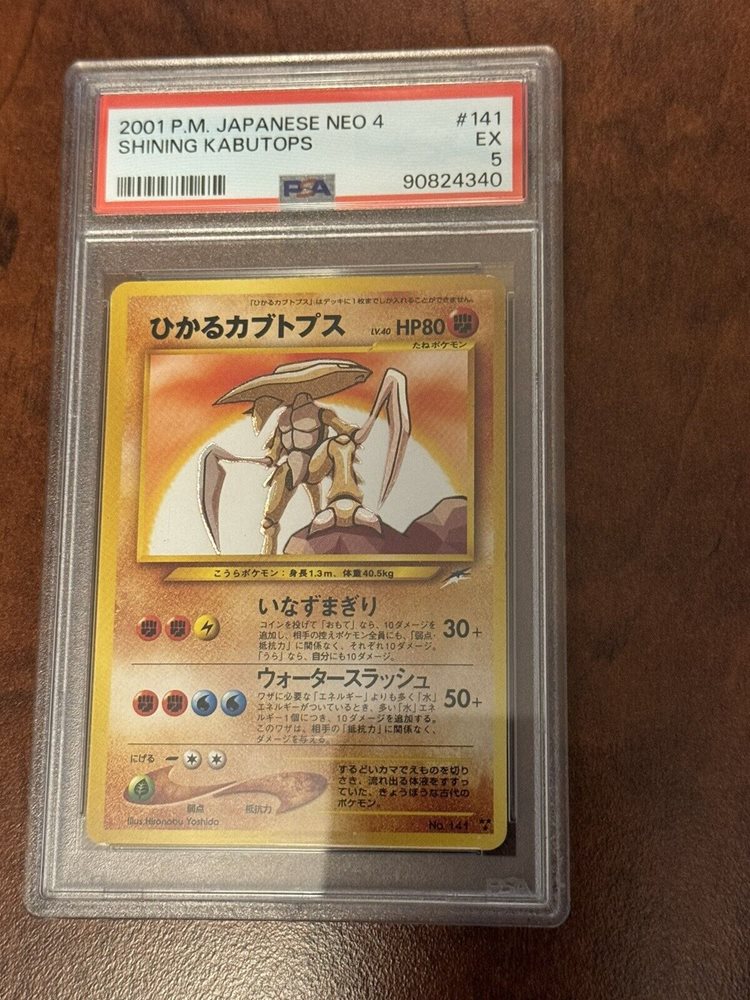 2001 P.M. JAPANESE NEO 4 #141
SHINING KABUTOPS EX
5
PSA 90824340
「ひかるカブトプス」はデッキに1枚までしか入れることができません。
ひかるカブトプス LV.40 HP80
たねポケモン
こうらポケモン：身長1.3m、体重40.5kg
いなずまぎり
コインを投げて「おもて」なら、10ダメージを
追加し、相手の控えポケモン全員にも、「弱点・
抵抗力」に関係なく、それぞれ10ダメージ。
「うら」なら、自分にも10ダメージ。
30+
ウォータースラッシュ
ワザに必要な「エネルギー」よりも多く「水」
エネルギーがついているとき、多い「水」エネ
ルギー1個につき、10ダメージを追加する。
このワザは、相手の「抵抗力」に関係なく、
ダメージを与える。
50+
にげる
弱点 抵抗力
するどいカマでえものを切り
さき、流れ出る体液をすすっ
ていた、きょうぼうな古代の
ポケモン。
Illus. Hironobu Yoshida
No. 141
PSA